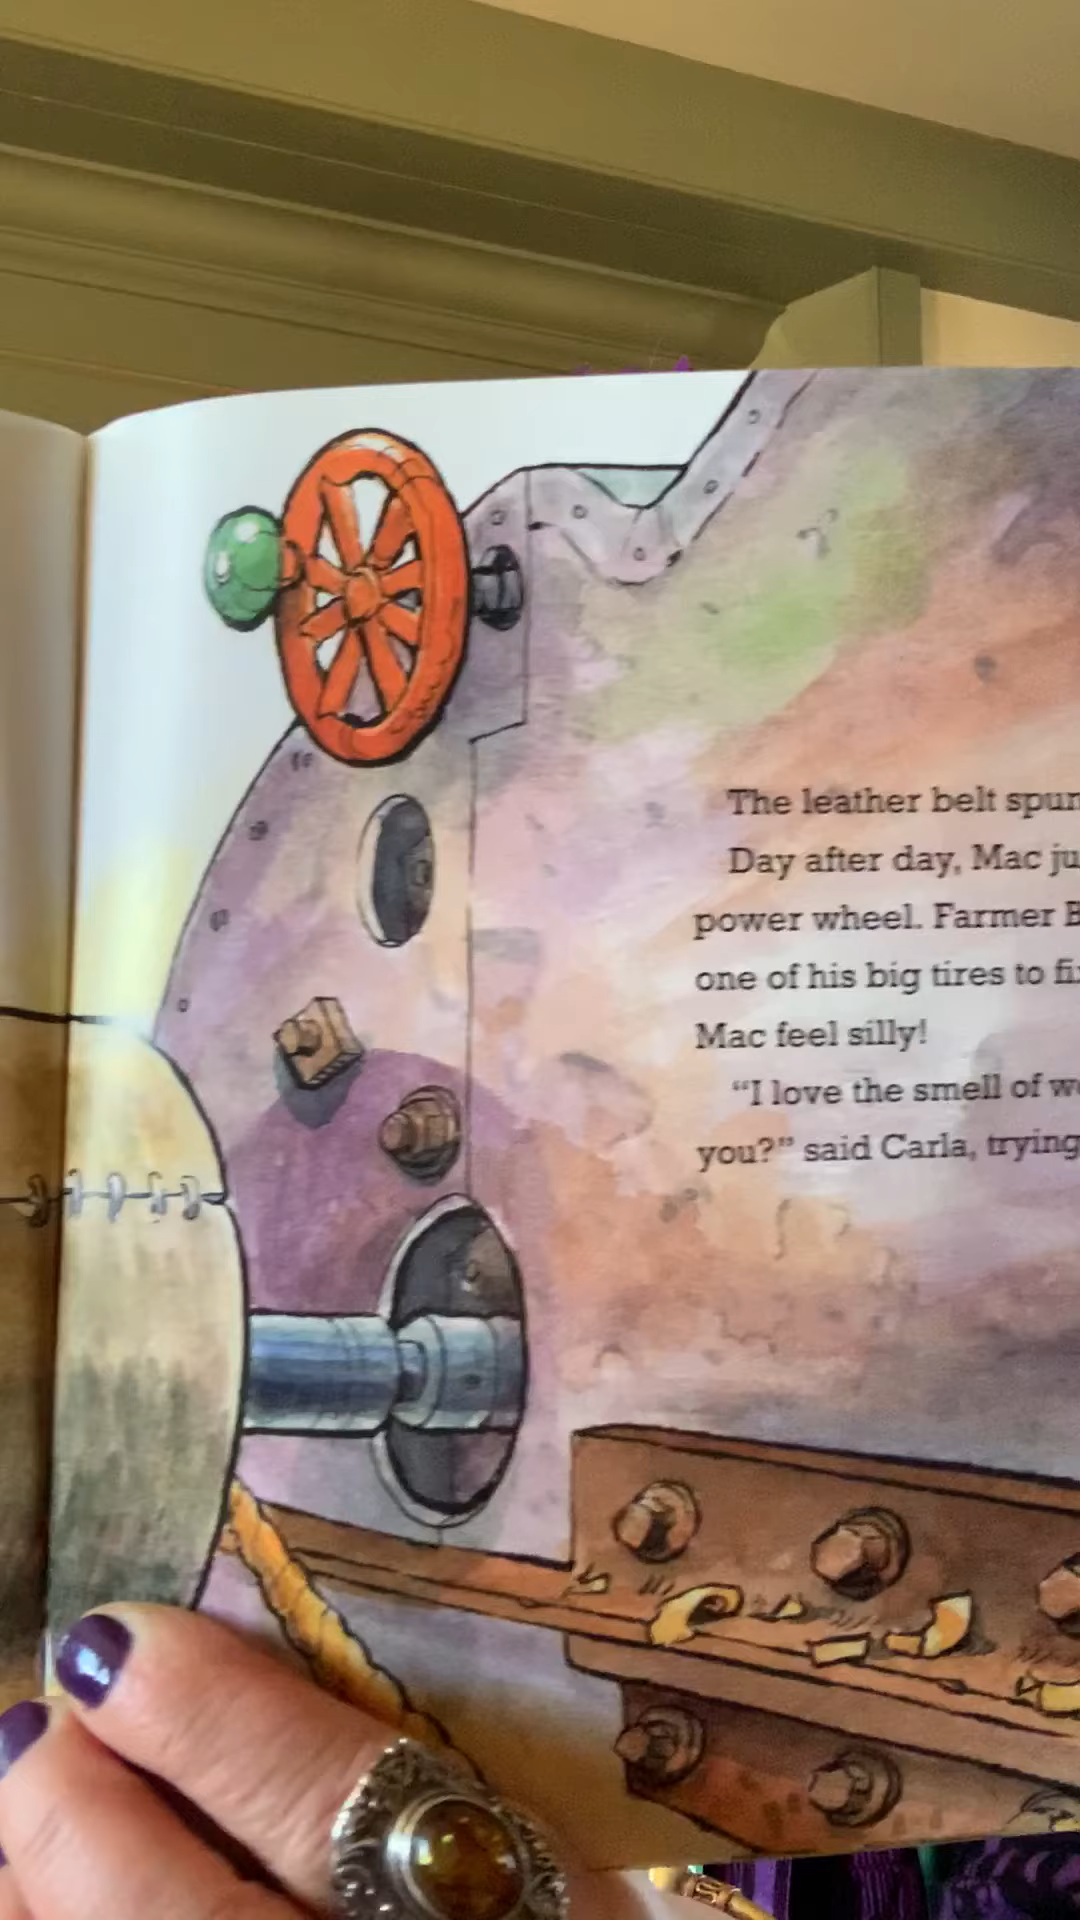 The leather belt spun
Day after day, Mac ju
power wheel. Farmer B
one of his big tires to fi
Mac feel silly!
"I love the smell of w
you?" said Carla, trying